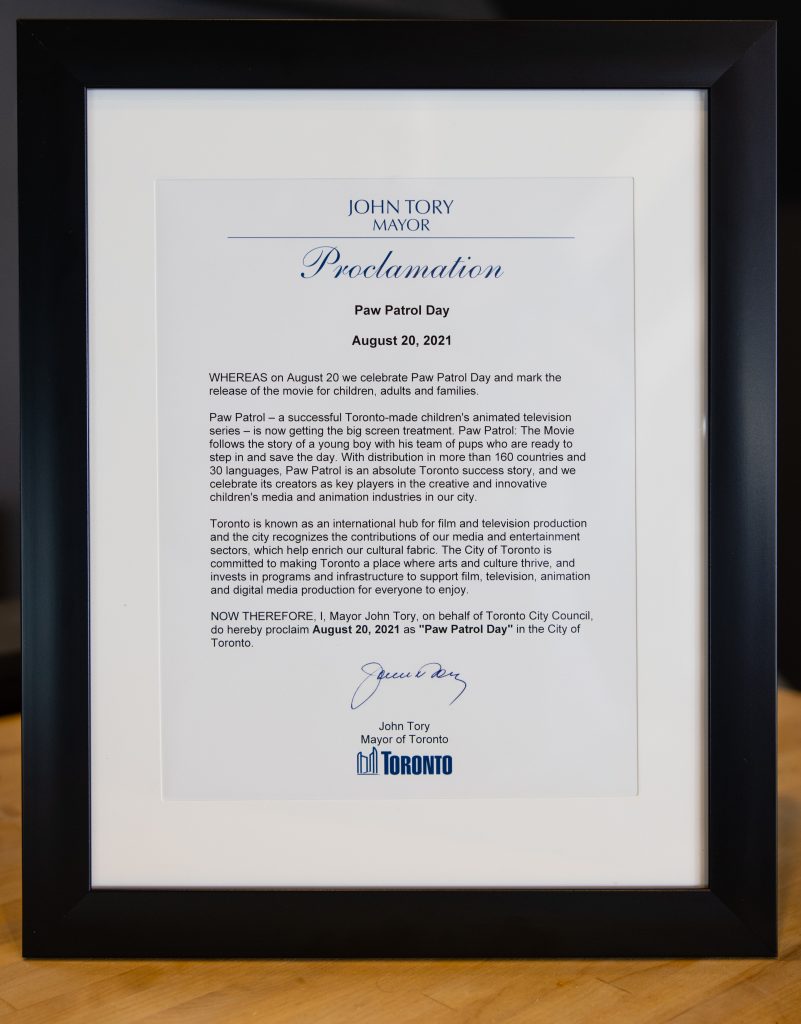 JOHN TORY
MAYOR
Proclamation
Paw Patrol Day
August 20, 2021
WHEREAS on August 20 we celebrate Paw Patrol Day and mark the
release of the movie for children, adults and families.
Paw Patrol – a successful Toronto-made children's animated television
series – is now getting the big screen treatment. Paw Patrol: The Movie
follows the story of a young boy with his team of pups who are ready to
step in and save the day. With distribution in more than 160 countries and
30 languages, Paw Patrol is an absolute Toronto success story, and we
celebrate its creators as key players in the creative and innovative
children's media and animation industries in our city.
Toronto is known as an international hub for film and television production
and the city recognizes the contributions of our media and entertainment
sectors, which help enrich our cultural fabric. The City of Toronto is
committed to making Toronto a place where arts and culture thrive, and
invests in programs and infrastructure to support film, television, animation
and digital media production for everyone to enjoy.
NOW THEREFORE, I, Mayor John Tory, on behalf of Toronto City Council,
do hereby proclaim August 20, 2021 as "Paw Patrol Day" in the City of
Toronto.
John Tory
John Tory
Mayor of Toronto
TORONTO